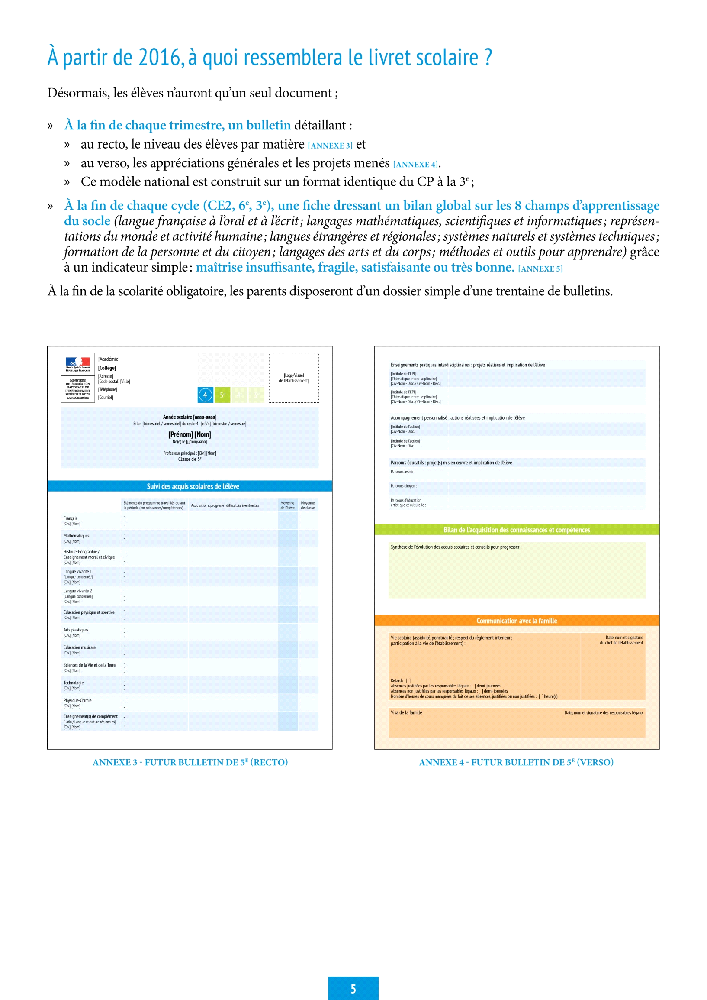 À partir de 2016, à quoi ressemblera le livret scolaire ?
Désormais, les élèves n’auront qu’un seul document ;
» À la fin de chaque trimestre, un bulletin détaillant :
» au recto, le niveau des élèves par matière [ANNEXE 3] et
» au verso, les appréciations générales et les projets menés [ANNEXE 4].
» Ce modèle national est construit sur un format identique du CP à la 3e ;
» À la fin de chaque cycle (CE2, 6e, 3e), une fiche dressant un bilan global sur les 8 champs d’apprentissage
du socle (langue française à l’oral et à l’écrit ; langages mathématiques, scientifiques et informatiques ; représen-
tations du monde et activité humaine ; langues étrangères et régionales ; systèmes naturels et systèmes techniques ;
formation de la personne et du citoyen ; langages des arts et du corps ; méthodes et outils pour apprendre) grâce
à un indicateur simple : maîtrise insuffisante, fragile, satisfaisante ou très bonne. [ANNEXE 5]
À la fin de la scolarité obligatoire, les parents disposeront d’un dossier simple d’une trentaine de bulletins.
Liberté • Égalité • Fraternité
RÉPUBLIQUE FRANÇAISE
MINISTÈRE
DE L’ÉDUCATION
NATIONALE, DE
L’ENSEIGNEMENT
SUPÉRIEUR ET DE
LA RECHERCHE
[Académie]
[Collège]
[Adresse]
[Code postal] [Ville]
[Téléphone]
[Courriel]
2 CP CE1 CE2
3 CM1 CM2 6e
4 5e 4e 3e
[Logo/Visuel
de l’établissement]
Année scolaire [aaaa-aaaa]
Bilan [trimestriel / semestriel] du cycle 4 - [n°/n] [trimestre / semestre]
[Prénom] [Nom]
Né(e) le [jj/mm/aaaa]
Professeur principal : [Civ.] [Nom]
Classe de 5e
Suivi des acquis scolaires de l’élève
Eléments du programme travaillés durant
la période (connaissances/compétences)
Acquisitions, progrès et difficultés éventuelles
Moyenne
de l’élève
Moyenne
de classe
Français
[Civ.] [Nom]
-
-
-
Mathématiques
[Civ.] [Nom]
-
-
-
Histoire-Géographie /
Enseignement moral et civique
[Civ.] [Nom]
-
-
-
Langue vivante 1
[Langue concernée]
[Civ.] [Nom]
-
-
-
Langue vivante 2
[Langue concernée]
[Civ.] [Nom]
-
-
-
Education physique et sportive
[Civ.] [Nom]
-
-
-
Arts plastiques
[Civ.] [Nom]
-
-
-
Education musicale
[Civ.] [Nom]
-
-
-
Sciences de la Vie et de la Terre
[Civ.] [Nom]
-
-
-
Technologie
[Civ.] [Nom]
-
-
-
Physique-Chimie
[Civ.] [Nom]
-
-
-
Enseignement(s) de complément
[Latin / Langue et culture régionales]
[Civ.] [Nom]
-
-
-
ANNEXE 3 - FUTUR BULLETIN DE 5E (RECTO)
Enseignements pratiques interdisciplinaires : projets réalisés et implication de l’élève
[Intitulé de l’EPI]
[Thématique interdisciplinaire]
[Civ-Nom - Disc./ Civ-Nom - Disc.]
[Intitulé de l’EPI]
[Thématique interdisciplinaire]
[Civ-Nom - Disc./ Civ-Nom - Disc.]
Accompagnement personnalisé : actions réalisées et implication de l’élève
[Intitulé de l’action]
[Civ-Nom - Disc.]
[Intitulé de l’action]
[Civ-Nom - Disc.]
Parcours éducatifs : projet(s) mis en œuvre et implication de l’élève
Parcours avenir :
Parcours citoyen :
Parcours d’éducation
artistique et culturelle :
Bilan de l’acquisition des connaissances et compétences
Synthèse de l’évolution des acquis scolaires et conseils pour progresser :
Communication avec la famille
Vie scolaire (assiduité, ponctualité ; respect du règlement intérieur ;
participation à la vie de l’établissement) :
Date, nom et signature
du chef de l’établissement
Retards : [ ]
Absences justifiées par les responsables légaux : [ ] demi-journées
Absences non justifiées par les responsables légaux : [ ] demi-journées
Nombre d’heures de cours manquées du fait de ses absences, justifiées ou non justifiées : [ ] heure(s)
Visa de la famille
Date, nom et signature des responsables légaux
ANNEXE 4 - FUTUR BULLETIN DE 5E (VERSO)
5